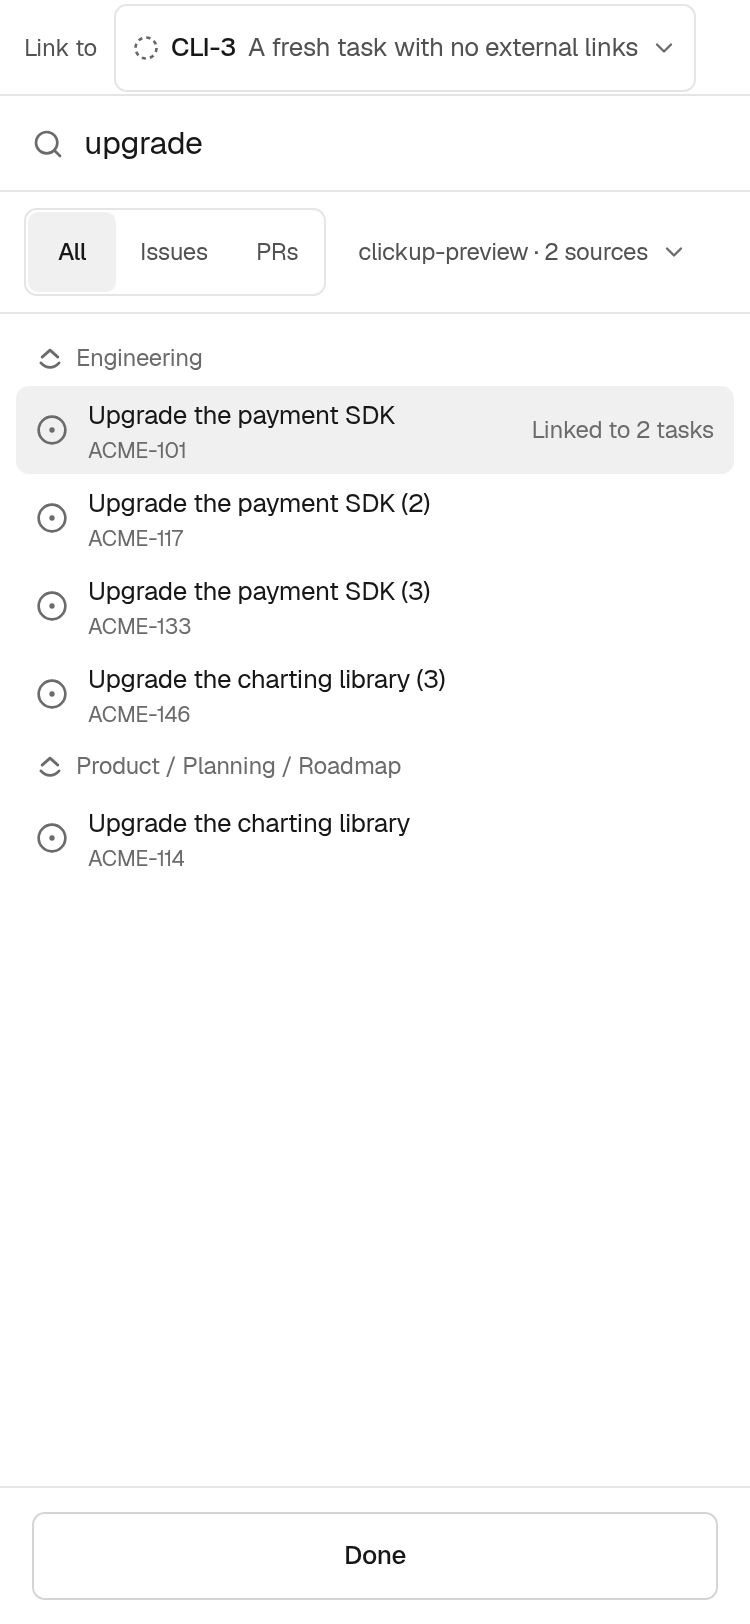 Link to CLI-3 A fresh task with no external links
upgrade
All Issues PRs clickup-preview · 2 sources
Engineering
Upgrade the payment SDK
ACME-101
Linked to 2 tasks
Upgrade the payment SDK (2)
ACME-117
Upgrade the payment SDK (3)
ACME-133
Upgrade the charting library (3)
ACME-146
Product / Planning / Roadmap
Upgrade the charting library
ACME-114
Done